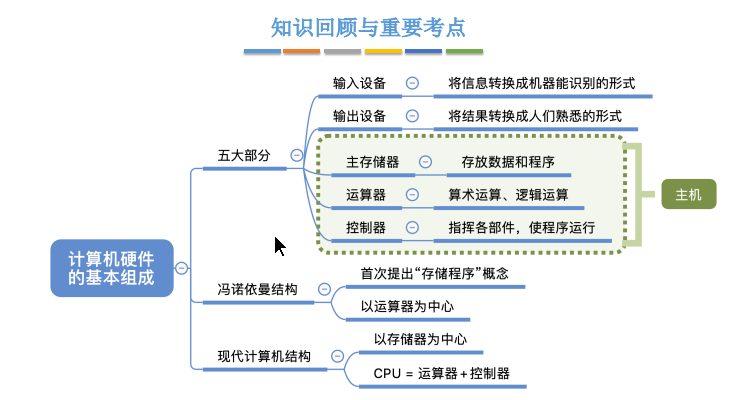 知识回顾与重要考点
输入设备
将信息转换成机器能识别的形式
输出设备
将结果转换成人们熟悉的形式
五大部分
主存储器
存放数据和程序
运算器
算术运算、逻辑运算
主机
控制器
指挥各部件，使程序运行
计算机硬件
的基本组成
冯诺依曼结构
首次提出“存储程序”概念
以运算器为中心
现代计算机结构
以存储器为中心
CPU = 运算器+控制器